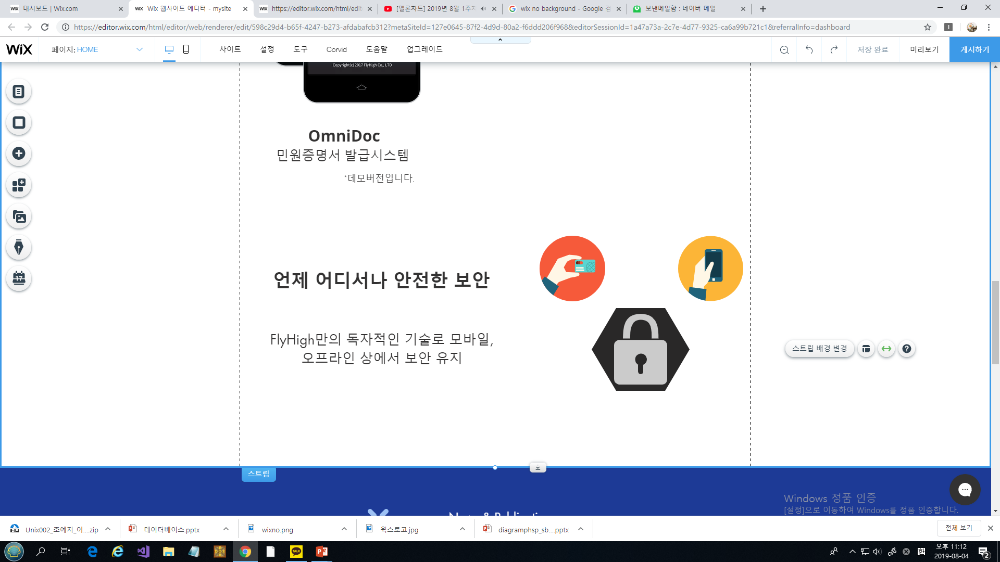 대시보드 | Wix.com
Wix 웹사이트 에디터 - mysite
https://editor.wix.com/html/edit
[멜론차트] 2019년 8월 1주차
wix no background - Google 검
보낸메일함 : 네이버 메일
https://editor.wix.com/html/editor/web/renderer/edit/598c29d4-b65f-4247-b273-afdabafcb312?metaSiteId=127e0645-87f2-4d9d-80a2-f6ddd206f968&editorSessionId=1a47a73a-2c7e-4d77-9325-ca6a99b721c1&referralInfo=dashboard
WiX
페이지: HOME
사이트
설정
도구
Corvid
도움말
업그레이드
저장 완료
미리보기
게시하기
Copyright(c) 2017 FlyHigh Co., LTD
OmniDoc
민원증명서 발급시스템
*데모버전입니다.
17
언제 어디서나 안전한 보안
FlyHigh만의 독자적인 기술로 모바일,
오프라인 상에서 보안 유지
스트립 배경 변경
스트립
Windows 정품 인증
[설정]으로 이동하여 Windows를 정품 인증합니다.
Unix002_조예지_이....zip
데이터베이스.pptx
wixno.png
윅스로고.jpg
diagramphsp_sb....pptx
전체 보기
TALK
한
오후 11:12
2019-08-04
2